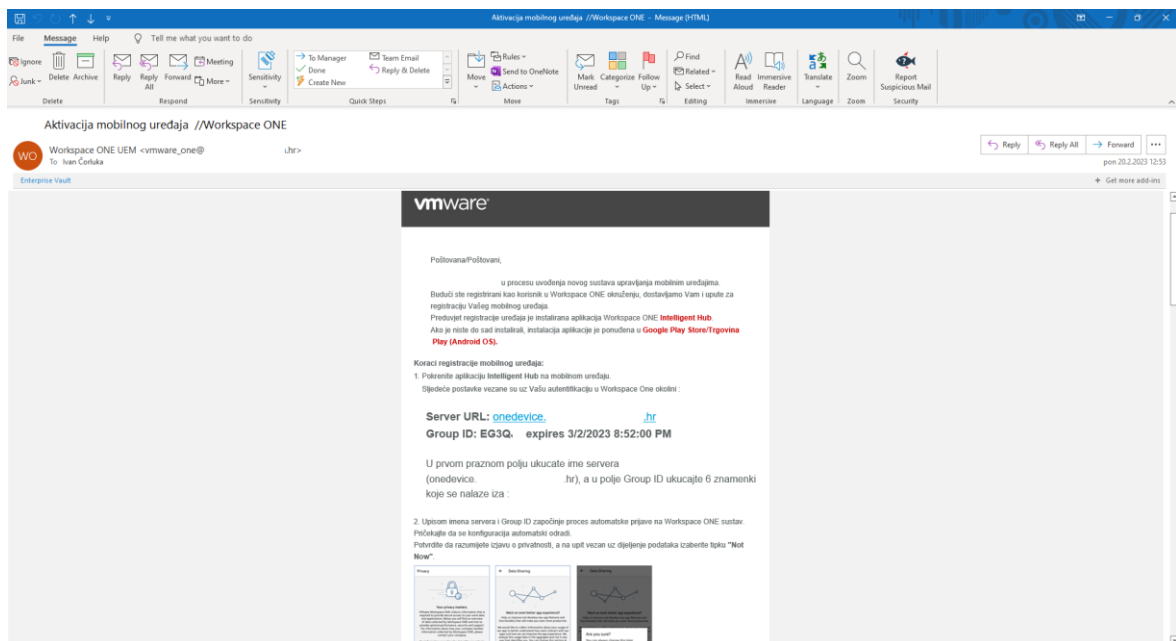 Aktivacija mobilnog uređaja //Workspace ONE - Message (HTML)
File Message Help Tell me what you want to do
Ignore
Junk
Delete Archive
Reply Reply All Forward
Meeting
More
Sensitivity
To Manager Team Email
Done Reply & Delete
Create New
Move
Rules
Send to OneNote
Actions
Mark Unread Categorize Follow Up
Find
Related
Select
Read Aloud Immersive Reader
Translate
Zoom
Report Suspicious Mail
Delete Respond Sensitivity Quick Steps Move Tags Editing Immersive Language Zoom Security
Aktivacija mobilnog uređaja //Workspace ONE
WO
Workspace ONE UEM <vmware_one@ .hr>
To Ivan Čorluka
Reply Reply All Forward
pon 20.2.2023 12:53
Enterprise Vault
+ Get more add-ins
vmware
Poštovana/Poštovani,
u procesu uvođenja novog sustava upravljanja mobilnim uređajima.
Budući ste registrirani kao korisnik u Workspace ONE okruženju, dostavljamo Vam i upute za
registraciju Vašeg mobilnog uređaja.
Preduvjet registracije uređaja je instalirana aplikacija Workspace ONE Intelligent Hub.
Ako je niste do sad instalirali, instalacija aplikacije je ponuđena u Google Play Store/Trgovina
Play (Android OS).
Koraci registracije mobilnog uređaja:
1. Pokrenite aplikaciju Intelligent Hub na mobilnom uređaju.
Sljedeće postavke vezane su uz Vašu autentifikaciju u Workspace One okolini :
Server URL: onedevice. .hr
Group ID: EG3Q. expires 3/2/2023 8:52:00 PM
U prvom praznom polju ukucate ime servera
(onedevice. .hr), a u polje Group ID ukucajte 6 znamenki
koje se nalaze iza :
2. Upisom imena servera i Group ID započinje proces automatske prijave na Workspace ONE sustav.
Pričekajte da se konfiguracija automatski odradi.
Potvrdite da razumijete izjavu o privatnosti, a na upit vezan uz dijeljenje podataka izaberite tipku "Not
Now".
Privacy
Data Sharing
Data Sharing
Your privacy matters.
Are you sure?